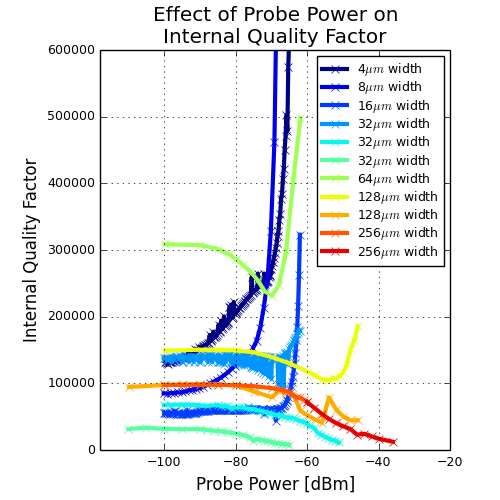 Effect of Probe Power on
Internal Quality Factor
600000
500000
400000
300000
200000
100000
0
Internal Quality Factor
4μm width
8μm width
16μm width
32μm width
32μm width
32μm width
64μm width
128μm width
128μm width
256μm width
256μm width
−100
−80
−60
−40
−20
Probe Power [dBm]